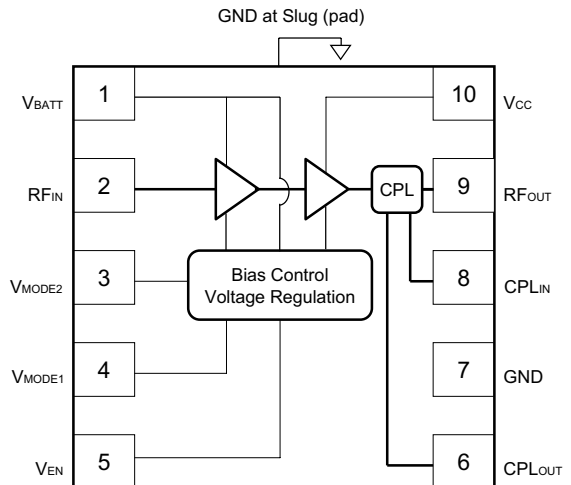 GND at Slug (pad)
VBATT
1
10
VCC
RFIN
2
CPL
9
RFOUT
VMODE2
3
Bias Control
Voltage Regulation
8
CPLIN
VMODE1
4
7
GND
VEN
5
6
CPLOUT